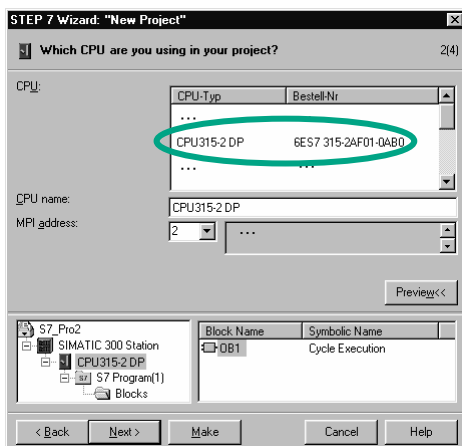 STEP 7 Wizard: "New Project"
Which CPU are you using in your project? 2(4)
CPU:
CPU-Typ Bestell-Nr
...
CPU315-2 DP 6ES7 315-2AF01-0AB0
... ...
CPU name:
CPU315-2 DP
MPI address:
2 ...
Preview<<
S7_Pro2
SIMATIC 300 Station
CPU315-2 DP
S7 Program(1)
Blocks
Block Name Symbolic Name
OB1 Cycle Execution
< Back Next > Make Cancel Help